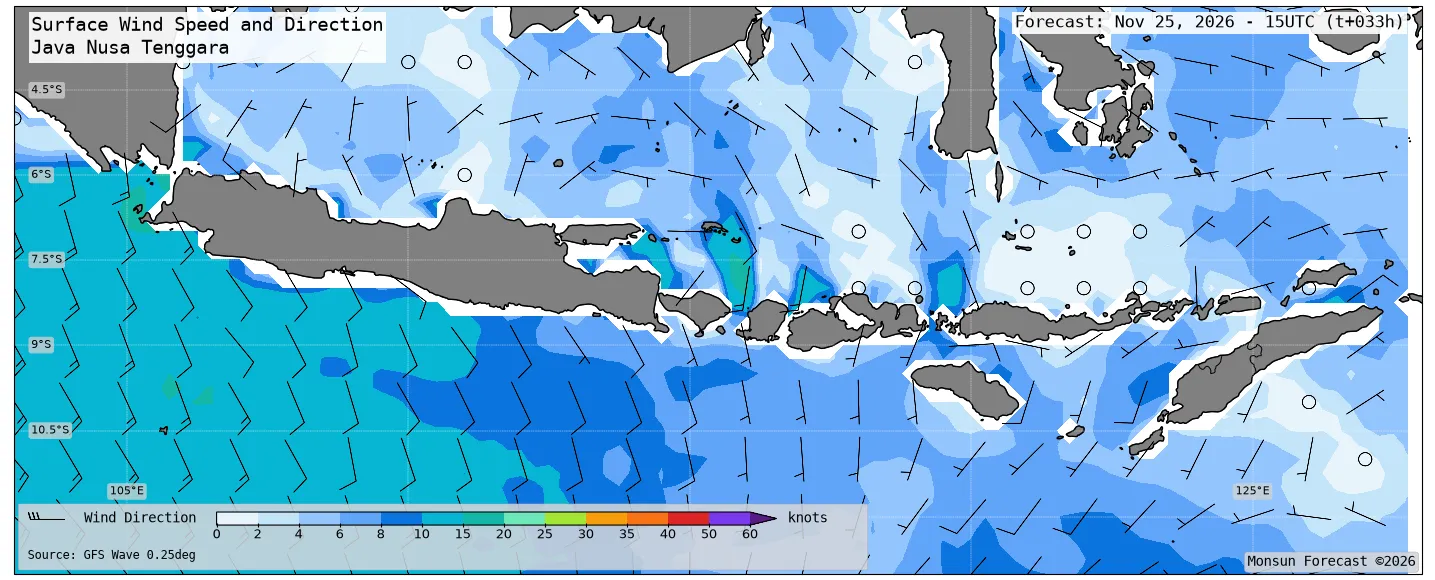 Surface Wind Speed and Direction
Java Nusa Tenggara
Forecast: Nov 25, 2026 - 15UTC (t+033h)
4.5°S
6°S
7.5°S
9°S
10.5°S
105°E
125°E
Wind Direction
0 2 4 6 8 10 15 20 25 30 35 40 50 60
knots
Source: GFS Wave 0.25deg
Monsun Forecast ©2026